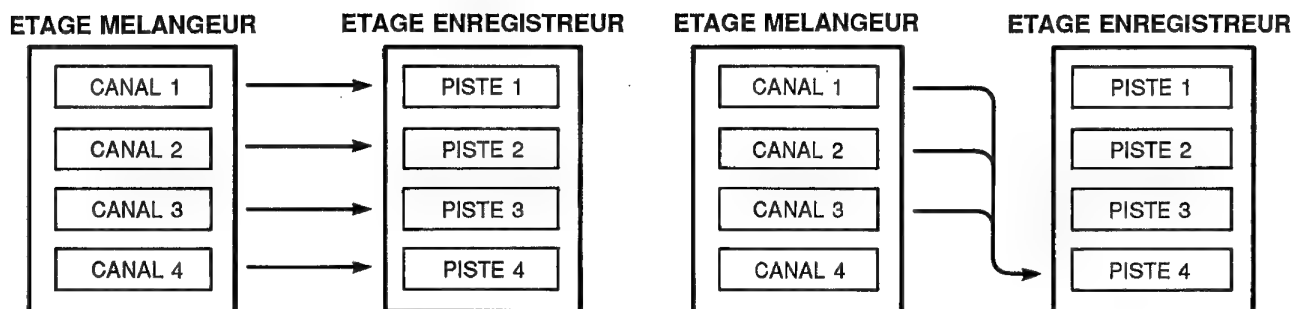 ETAGE MELANGEUR ETAGE ENREGISTREUR
CANAL 1 PISTE 1
CANAL 2 PISTE 2
CANAL 3 PISTE 3
CANAL 4 PISTE 4
ETAGE MELANGEUR ETAGE ENREGISTREUR
CANAL 1 PISTE 1
CANAL 2 PISTE 2
CANAL 3 PISTE 3
CANAL 4 PISTE 4